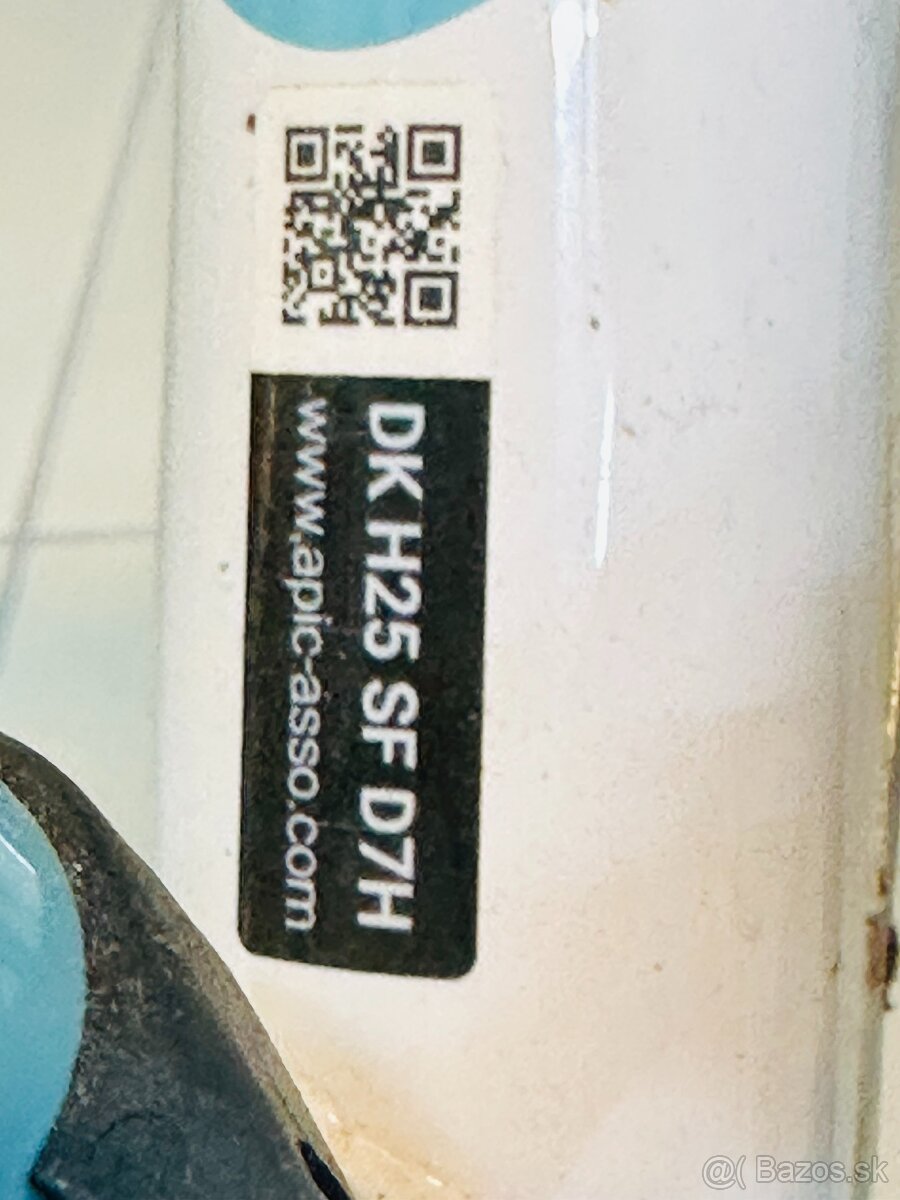 DK H25 SF D7H
www.apic-asso.com
@( Bazos.sk